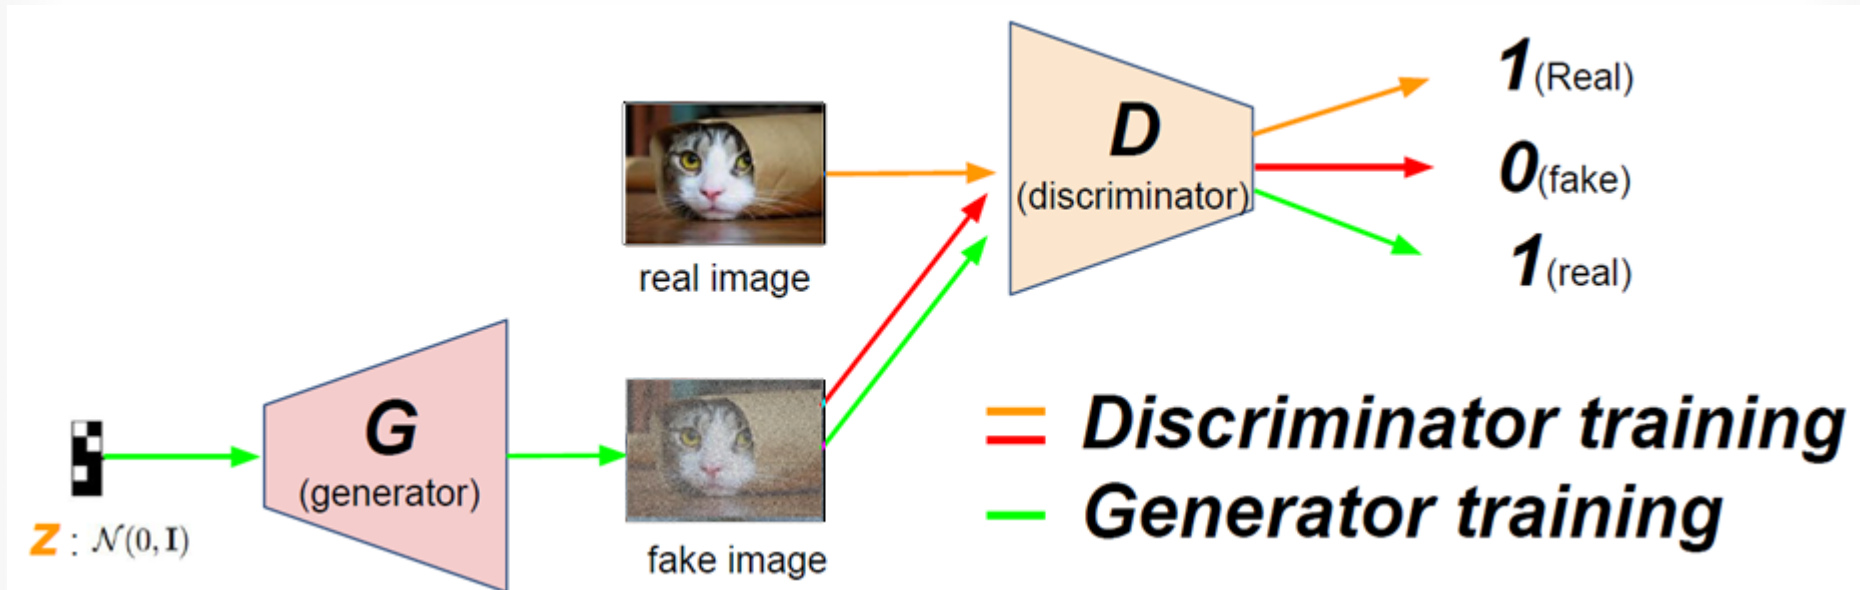 1(Real)
D
(discriminator)
0(fake)
1(real)
real image
G
(generator)
z : 𝒩(0, I)
fake image
Discriminator training
Generator training